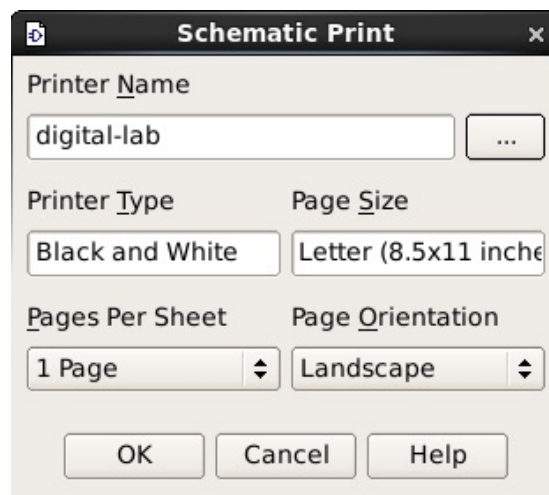 Schematic Print
Printer Name
digital-lab
...
Printer Type Page Size
Black and White Letter (8.5x11 inche
Pages Per Sheet Page Orientation
1 Page Landscape
OK Cancel Help